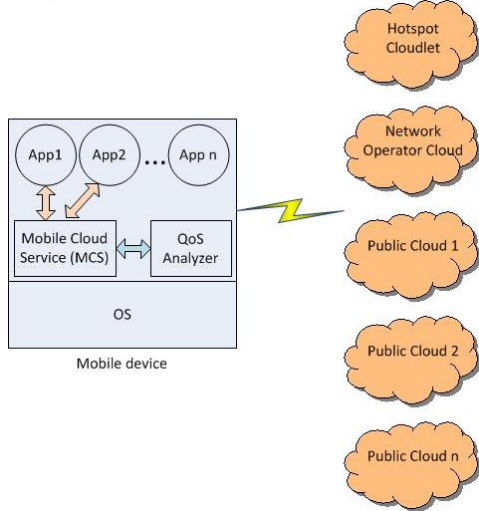 Hotspot
Cloudlet
Network
Operator Cloud
App1
App2
...
App n
Mobile Cloud
Service (MCS)
QoS
Analyzer
Public Cloud 1
OS
Public Cloud 2
Mobile device
Public Cloud n